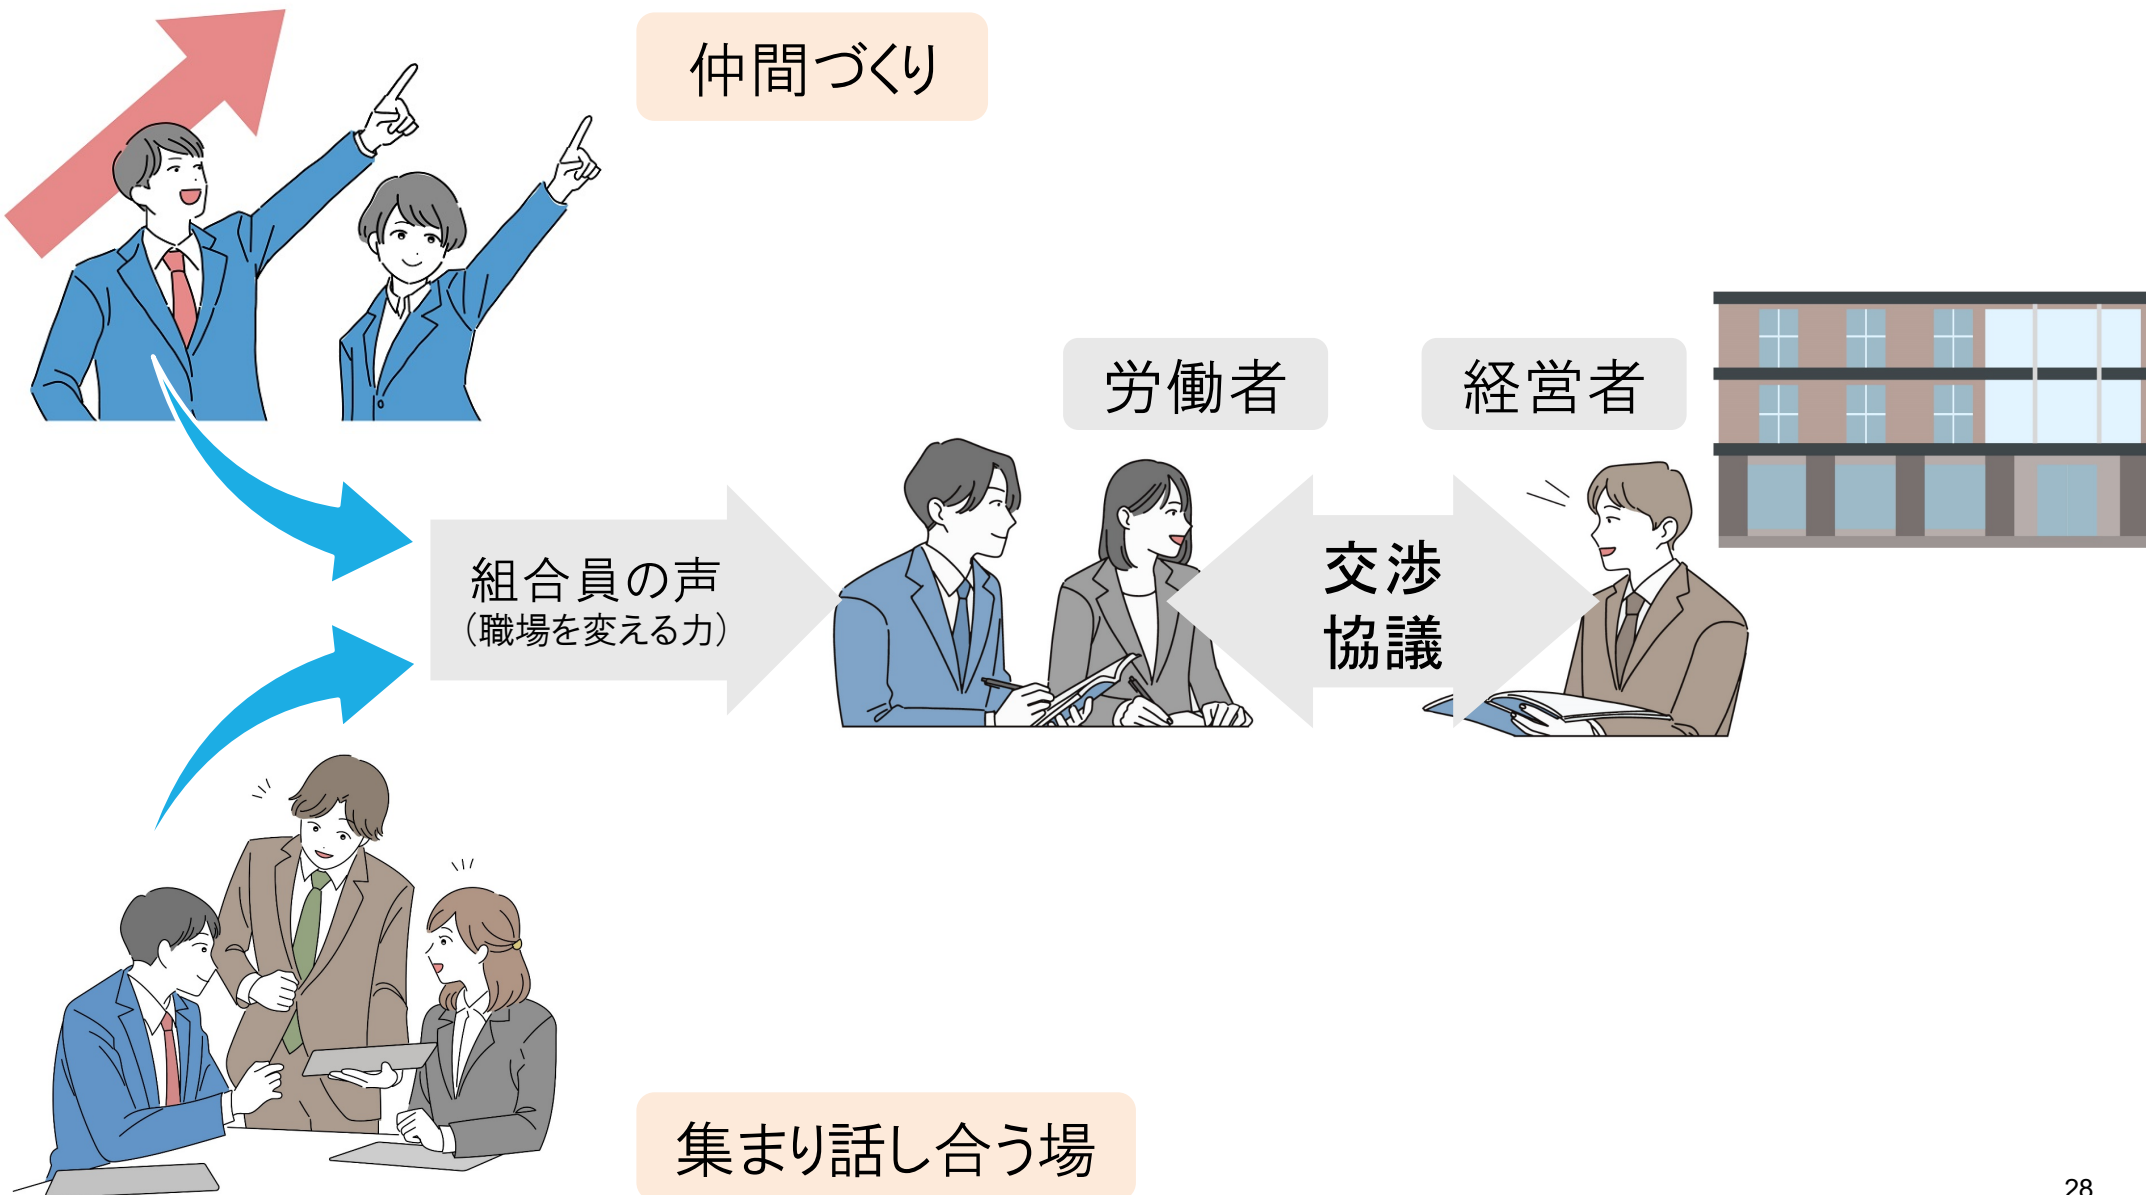 仲間づくり
労働者
経営者
組合員の声
（職場を変える力）
交渉
協議
集まり話し合う場
28